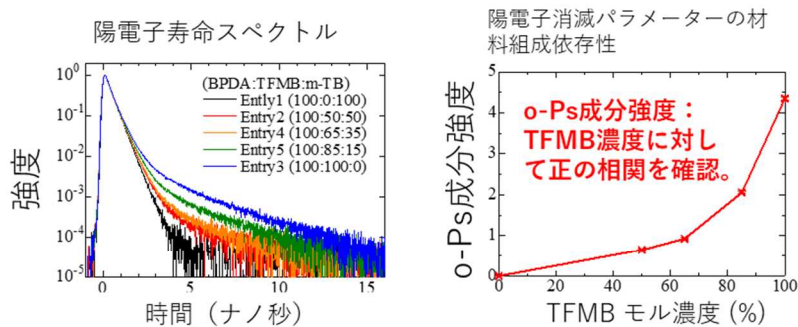 陽電子寿命スペクトル
強度
10⁰
10⁻¹
10⁻²
10⁻³
10⁻⁴
10⁻⁵
(BPDA:TFMB:m-TB)
Ently1 (100:0:100)
Entry2 (100:50:50)
Entry4 (100:65:35)
Entry5 (100:85:15)
Entry3 (100:100:0)
0 5 10 15
時間（ナノ秒）
陽電子消滅パラメーターの材
料組成依存性
o-Ps成分強度
5
4
3
2
1
0
o-Ps成分強度：
TFMB濃度に対し
て正の相関を確認。
0 20 40 60 80 100
TFMB モル濃度 (%)